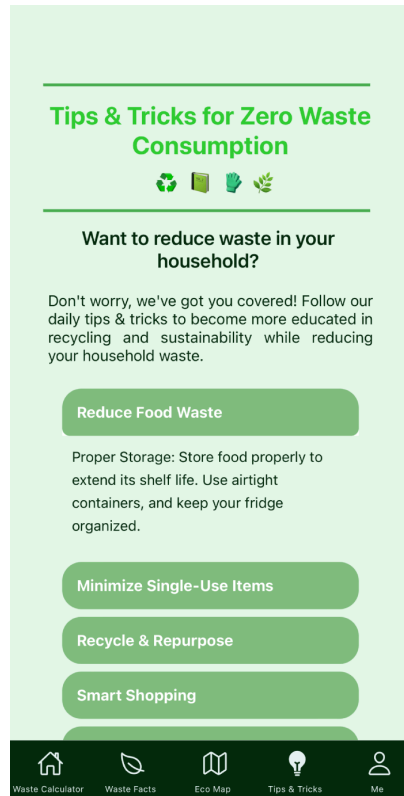 Tips & Tricks for Zero Waste
Consumption
Want to reduce waste in your
household?
Don't worry, we've got you covered! Follow our
daily tips & tricks to become more educated in
recycling and sustainability while reducing
your household waste.
Reduce Food Waste
Proper Storage: Store food properly to
extend its shelf life. Use airtight
containers, and keep your fridge
organized.
Minimize Single-Use Items
Recycle & Repurpose
Smart Shopping
Waste Calculator
Waste Facts
Eco Map
Tips & Tricks
Me